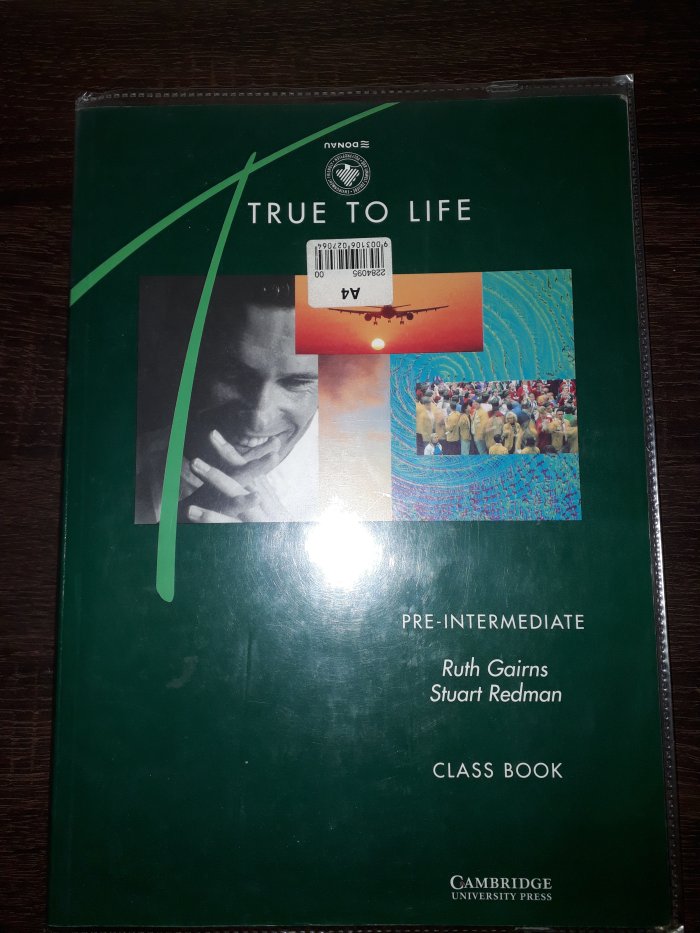 ≋ DONAU
TRUE TO LIFE
9 003106 027064
2284095 00
A4
PRE-INTERMEDIATE
Ruth Gairns
Stuart Redman
CLASS BOOK
CAMBRIDGE
UNIVERSITY PRESS